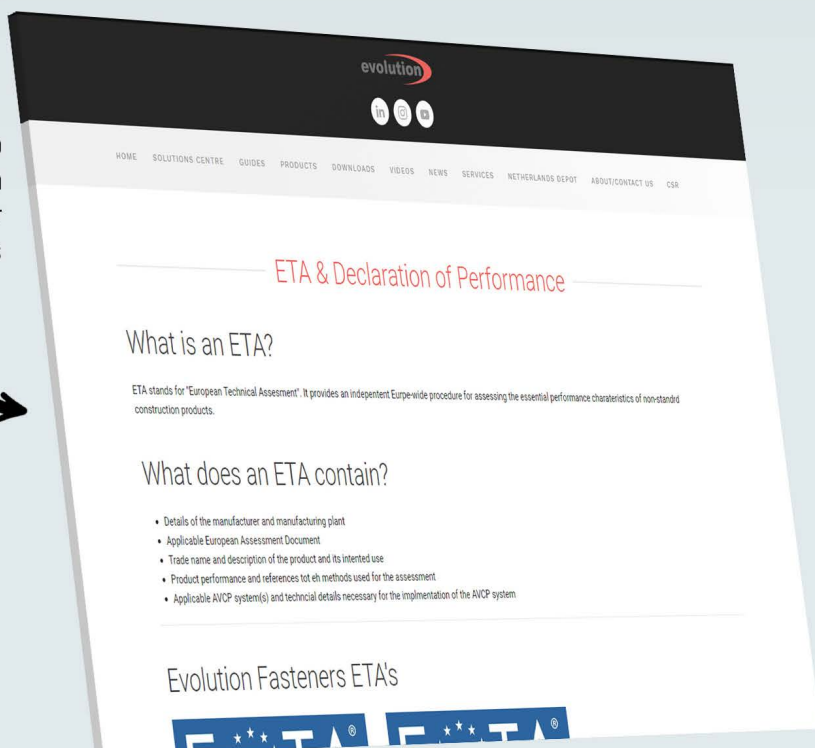 evolution
in
HOME SOLUTIONS CENTRE GUIDES PRODUCTS DOWNLOADS VIDEOS NEWS SERVICES NETHERLANDS DEPOT ABOUT/CONTACT US CSR
ETA & Declaration of Performance
What is an ETA?
ETA stands for "European Technical Assesment". It provides an indepentent Eurpe-wide procedure for assessing the essential performance charateristics of non-standrd
construction products.
What does an ETA contain?
• Details of the manufacturer and manufacturing plant
• Applicable European Assessment Document
• Trade name and description of the product and its intented use
• Product performance and references tot eh methods used for the assessment
• Applicable AVCP system(s) and techncial details necessary for the implmentation of the AVCP system
Evolution Fasteners ETA's